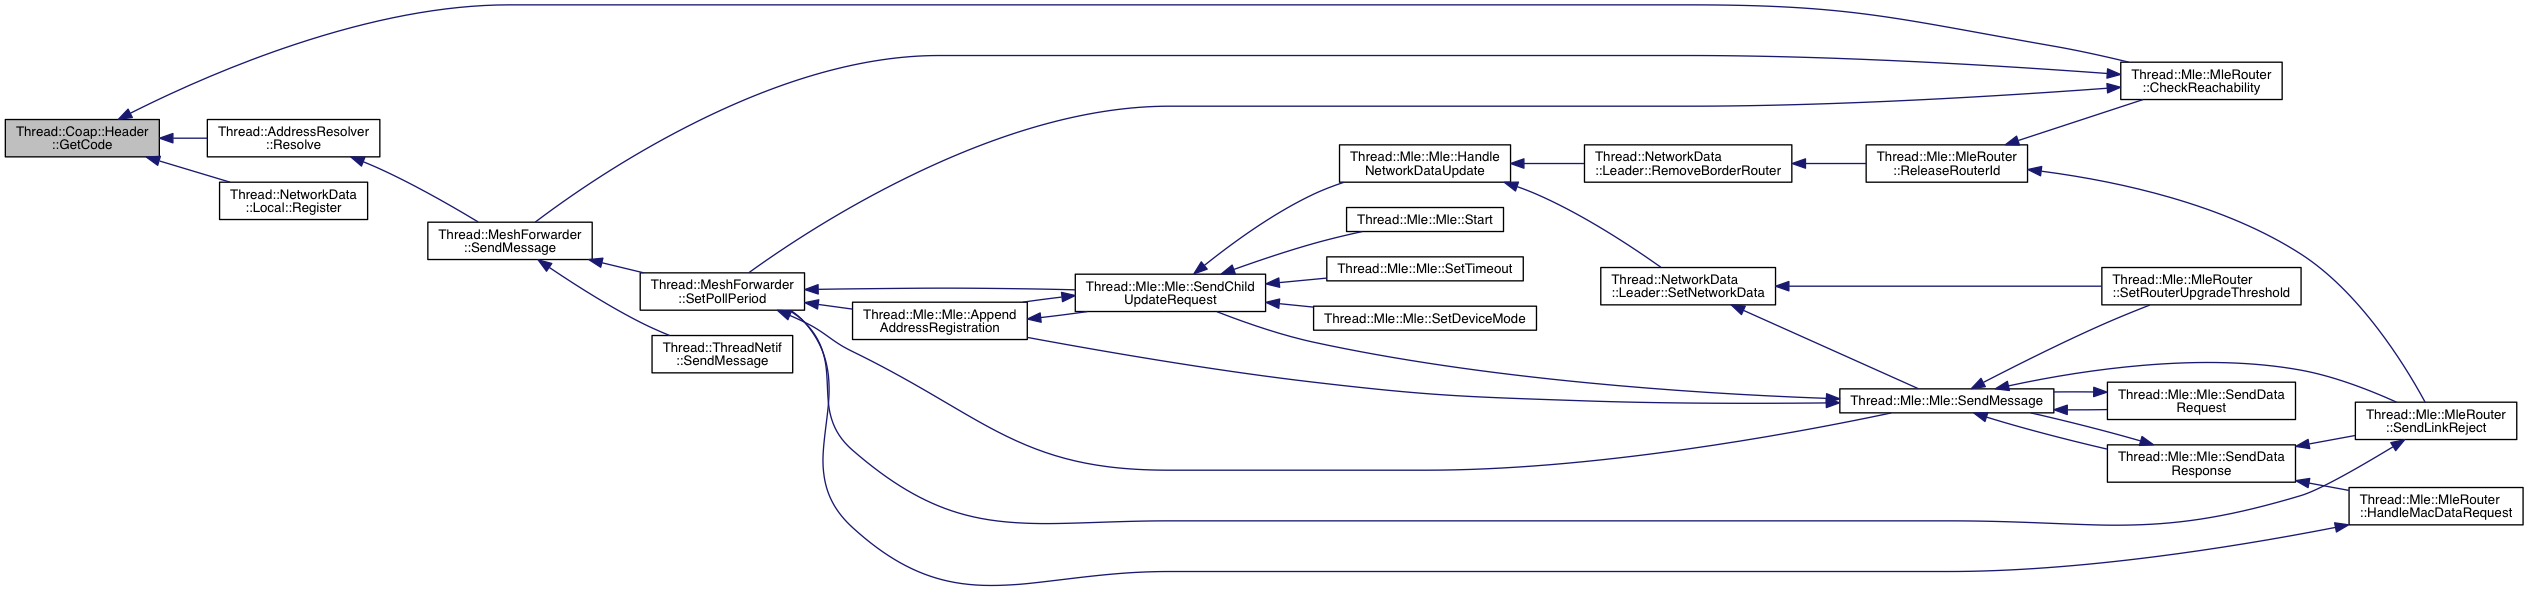 Thread::Coap::Header
::GetCode
Thread::AddressResolver
::Resolve
Thread::NetworkData
::Local::Register
Thread::MeshForwarder
::SendMessage
Thread::MeshForwarder
::SetPollPeriod
Thread::ThreadNetif
::SendMessage
Thread::Mle::Mle::Append
AddressRegistration
Thread::Mle::Mle::SendChild
UpdateRequest
Thread::Mle::Mle::Handle
NetworkDataUpdate
Thread::Mle::Mle::Start
Thread::Mle::Mle::SetTimeout
Thread::Mle::Mle::SetDeviceMode
Thread::NetworkData
::Leader::RemoveBorderRouter
Thread::NetworkData
::Leader::SetNetworkData
Thread::Mle::MleRouter
::ReleaseRouterId
Thread::Mle::Mle::SendMessage
Thread::Mle::MleRouter
::CheckReachability
Thread::Mle::MleRouter
::SetRouterUpgradeThreshold
Thread::Mle::Mle::SendData
Request
Thread::Mle::Mle::SendData
Response
Thread::Mle::MleRouter
::SendLinkReject
Thread::Mle::MleRouter
::HandleMacDataRequest